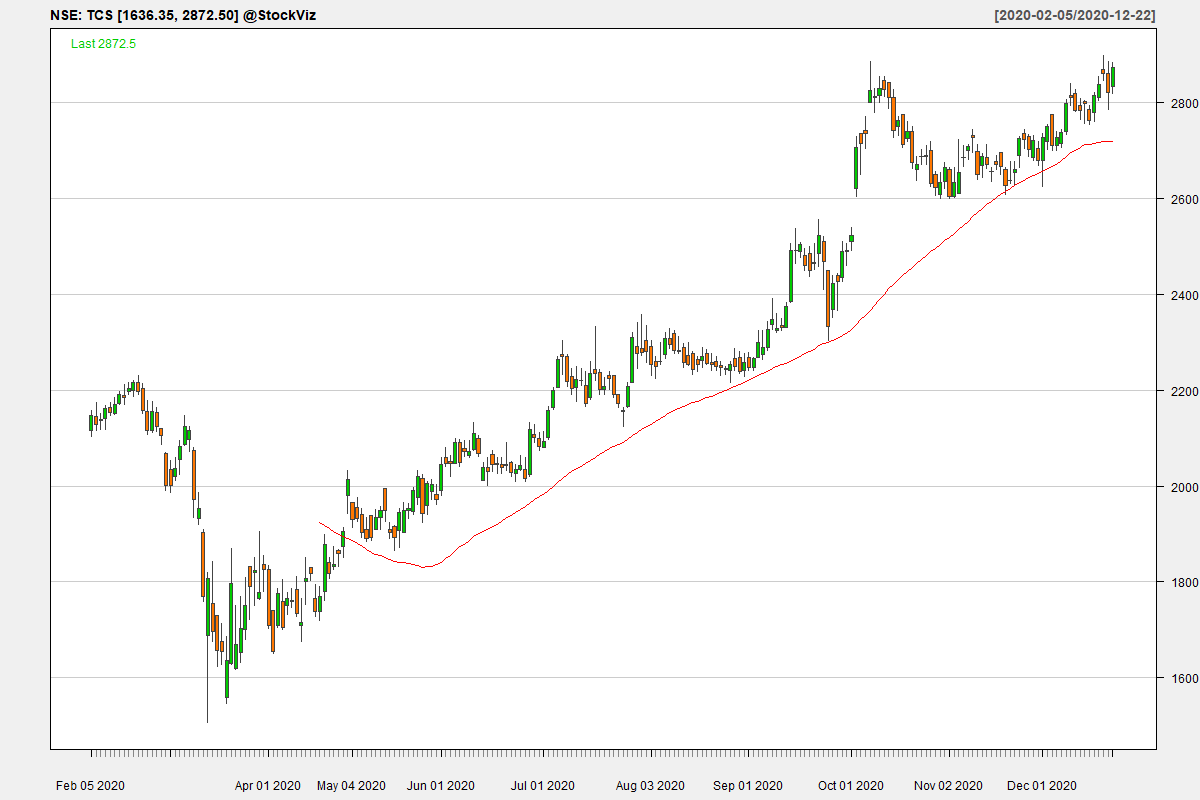 NSE: TCS [1636.35, 2872.50] @StockViz [2020-02-05/2020-12-22]
Last 2872.5
2800
2600
2400
2200
2000
1800
1600
Feb 05 2020 Apr 01 2020 May 04 2020 Jun 01 2020 Jul 01 2020 Aug 03 2020 Sep 01 2020 Oct 01 2020 Nov 02 2020 Dec 01 2020